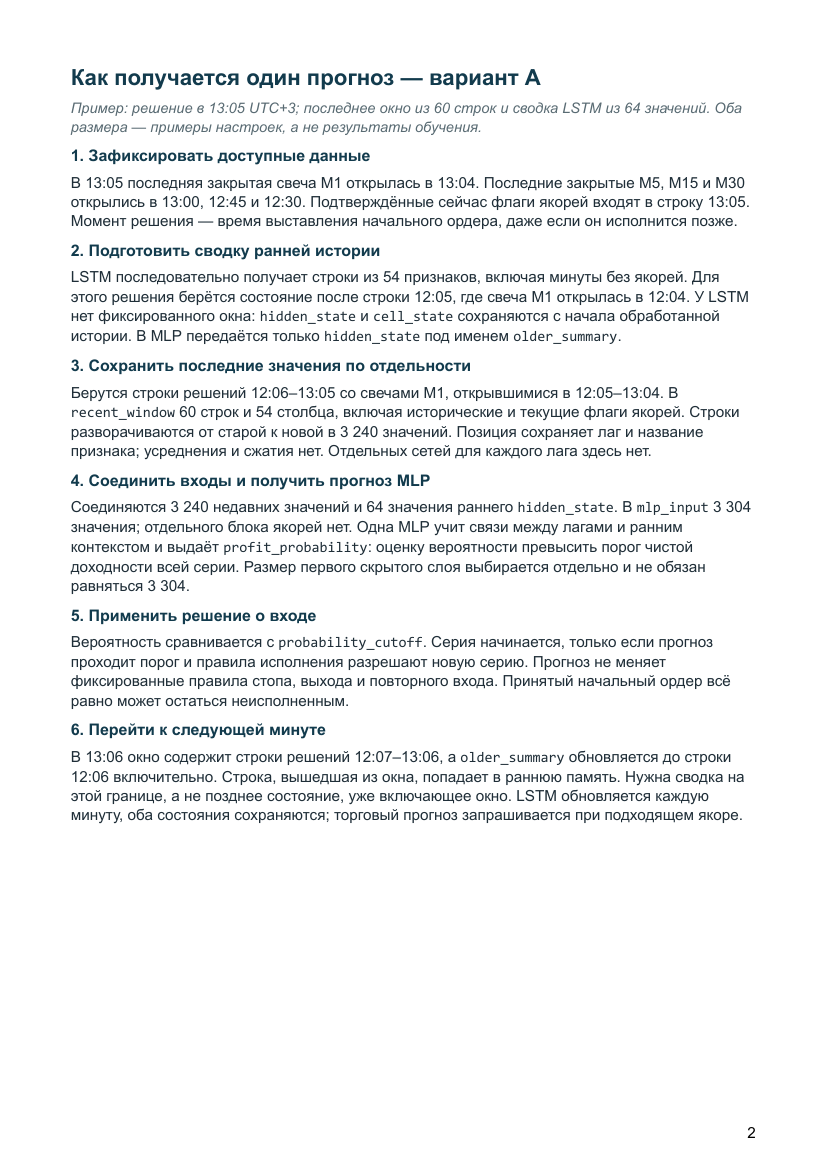 Как получается один прогноз — вариант А
Пример: решение в 13:05 UTC+3; последнее окно из 60 строк и сводка LSTM из 64 значений. Оба
размера — примеры настроек, а не результаты обучения.
1. Зафиксировать доступные данные
В 13:05 последняя закрытая свеча M1 открылась в 13:04. Последние закрытые M5, M15 и M30
открылись в 13:00, 12:45 и 12:30. Подтверждённые сейчас флаги якорей входят в строку 13:05.
Момент решения — время выставления начального ордера, даже если он исполнится позже.
2. Подготовить сводку ранней истории
LSTM последовательно получает строки из 54 признаков, включая минуты без якорей. Для
этого решения берётся состояние после строки 12:05, где свеча M1 открылась в 12:04. У LSTM
нет фиксированного окна: hidden_state и cell_state сохраняются с начала обработанной
истории. В MLP передаётся только hidden_state под именем older_summary.
3. Сохранить последние значения по отдельности
Берутся строки решений 12:06–13:05 со свечами M1, открывшимися в 12:05–13:04. В
recent_window 60 строк и 54 столбца, включая исторические и текущие флаги якорей. Строки
разворачиваются от старой к новой в 3 240 значений. Позиция сохраняет лаг и название
признака; усреднения и сжатия нет. Отдельных сетей для каждого лага здесь нет.
4. Соединить входы и получить прогноз MLP
Соединяются 3 240 недавних значений и 64 значения раннего hidden_state. В mlp_input 3 304
значения; отдельного блока якорей нет. Одна MLP учит связи между лагами и ранним
контекстом и выдаёт profit_probability: оценку вероятности превысить порог чистой
доходности всей серии. Размер первого скрытого слоя выбирается отдельно и не обязан
равняться 3 304.
5. Применить решение о входе
Вероятность сравнивается с probability_cutoff. Серия начинается, только если прогноз
проходит порог и правила исполнения разрешают новую серию. Прогноз не меняет
фиксированные правила стопа, выхода и повторного входа. Принятый начальный ордер всё
равно может остаться неисполненным.
6. Перейти к следующей минуте
В 13:06 окно содержит строки решений 12:07–13:06, а older_summary обновляется до строки
12:06 включительно. Строка, вышедшая из окна, попадает в раннюю память. Нужна сводка на
этой границе, а не позднее состояние, уже включающее окно. LSTM обновляется каждую
минуту, оба состояния сохраняются; торговый прогноз запрашивается при подходящем якоре.
2